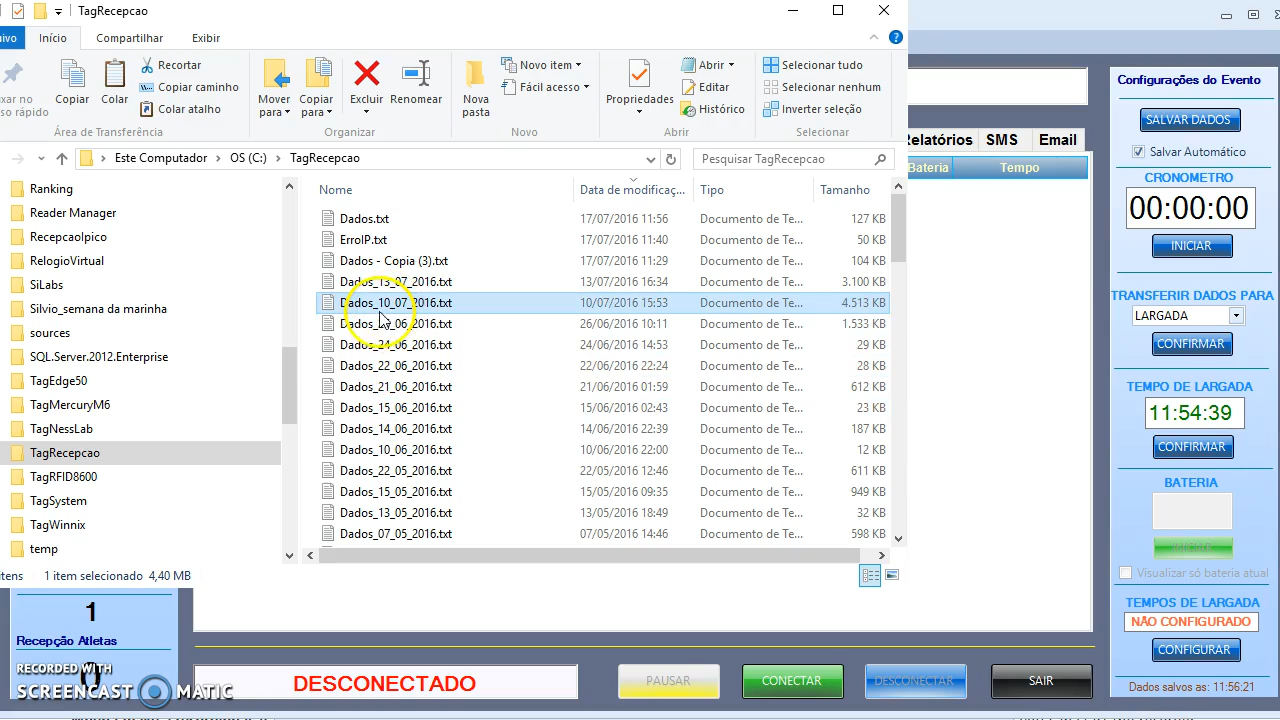 TagRecepcao
ivo Início Compartilhar Exibir
Copiar
Colar
Recortar
Copiar caminho
Colar atalho
Mover para
Copiar para
Excluir
Renomear
Nova pasta
Novo item
Fácil acesso
Propriedades
Abrir
Editar
Histórico
Selecionar tudo
Selecionar nenhum
Inverter seleção
Área de Transferência Organizar Novo Abrir Selecionar
Este Computador > OS (C:) > TagRecepcao
Pesquisar TagRecepcao
Ranking
Reader Manager
RecepcaoIpico
RelogioVirtual
SiLabs
Silvio_semana da marinha
sources
SQL.Server.2012.Enterprise
TagEdge50
TagMercuryM6
TagNessLab
TagRecepcao
TagRFID8600
TagSystem
TagWinnix
temp
Nome Data de modificaç... Tipo Tamanho
Dados.txt 17/07/2016 11:56 Documento de Te... 127 KB
ErroIP.txt 17/07/2016 11:40 Documento de Te... 50 KB
Dados - Copia (3).txt 17/07/2016 11:29 Documento de Te... 104 KB
Dados_13_07_2016.txt 13/07/2016 16:34 Documento de Te... 3.100 KB
Dados_10_07_2016.txt 10/07/2016 15:53 Documento de Te... 4.513 KB
26/06/2016 10:11 Documento de Te... 1.533 KB
Dados_24_06_2016.txt 24/06/2016 14:53 Documento de Te... 29 KB
Dados_22_06_2016.txt 22/06/2016 22:24 Documento de Te... 28 KB
Dados_21_06_2016.txt 21/06/2016 01:59 Documento de Te... 612 KB
Dados_15_06_2016.txt 15/06/2016 02:43 Documento de Te... 23 KB
Dados_14_06_2016.txt 14/06/2016 22:39 Documento de Te... 187 KB
Dados_10_06_2016.txt 10/06/2016 22:00 Documento de Te... 12 KB
Dados_22_05_2016.txt 22/05/2016 12:46 Documento de Te... 611 KB
Dados_15_05_2016.txt 15/05/2016 09:35 Documento de Te... 949 KB
Dados_13_05_2016.txt 13/05/2016 18:49 Documento de Te... 32 KB
Dados_07_05_2016.txt 07/05/2016 14:46 Documento de Te... 598 KB
itens 1 item selecionado 4,40 MB
Relatórios SMS Email
Bateria Tempo
Configurações do Evento
SALVAR DADOS
Salvar Automático
CRONOMETRO
00:00:00
INICIAR
TRANSFERIR DADOS PARA
LARGADA
CONFIRMAR
TEMPO DE LARGADA
11:54:39
CONFIRMAR
BATERIA
Visualizar só bateria atual
TEMPOS DE LARGADA
NÃO CONFIGURADO
CONFIGURAR
Dados salvos as: 11:56:21
1
Recepção Atletas
0
RECORDED WITH
SCREENCAST MATIC
DESCONECTADO
PAUSAR
CONECTAR
DESCONECTAR
SAIR